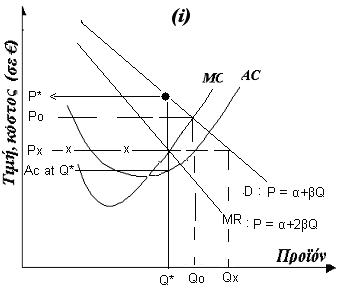 (i)
Τιμή, κόστος (σε €)
MC
AC
P*
Po
Px
x
x
Ac at Q*
D : P = α+βQ
MR : P = α+2βQ
Προϊόν
Q*
Qo
Qx